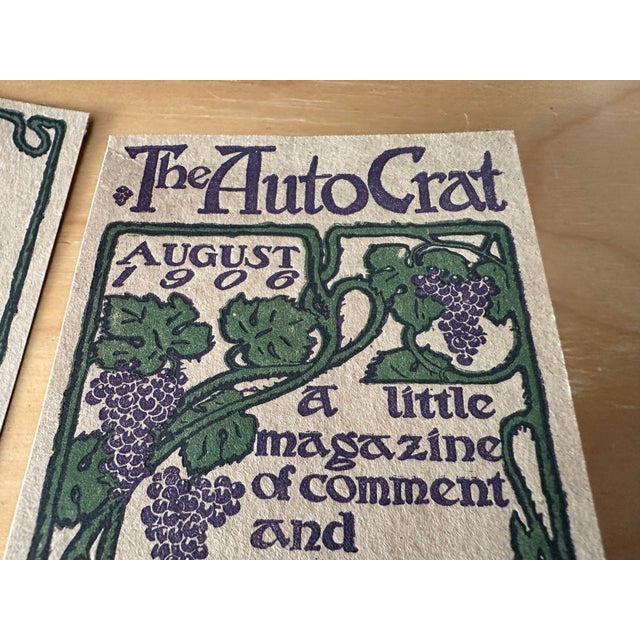 The AutoCrat
AUGUST
1906
A little
magazine
of comment
and